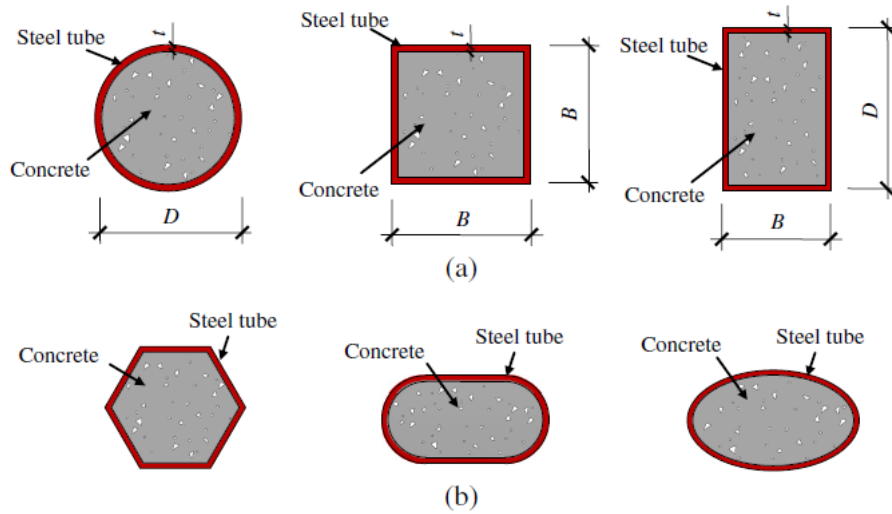 Steel tube
t
Concrete
D
Steel tube
t
Concrete
B
B
Steel tube
t
Concrete
D
B
(a)
Concrete
Steel tube
Concrete
Steel tube
Concrete
Steel tube
(b)